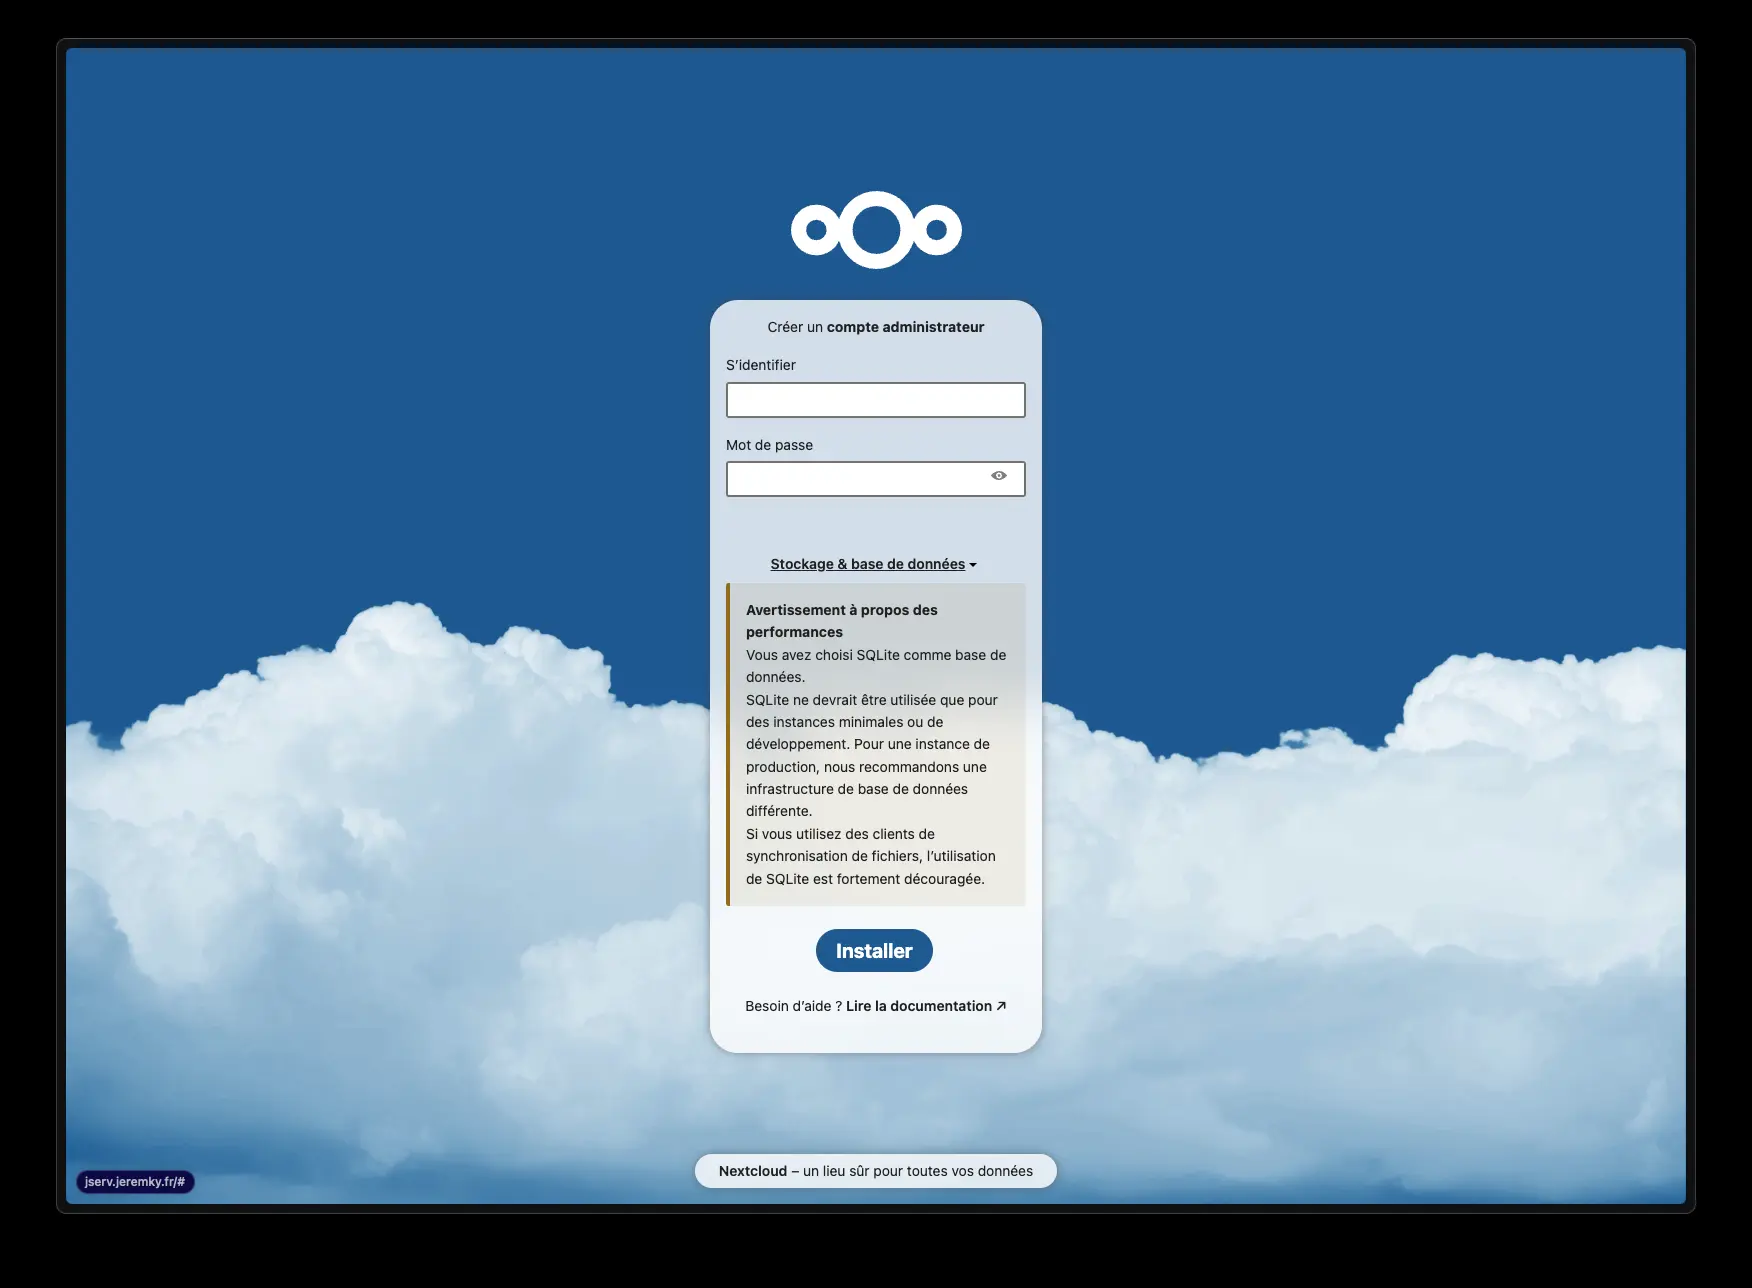 Créer un compte administrateur
S’identifier
Mot de passe
Stockage & base de données
Avertissement à propos des
performances
Vous avez choisi SQLite comme base de
données.
SQLite ne devrait être utilisée que pour
des instances minimales ou de
développement. Pour une instance de
production, nous recommandons une
infrastructure de base de données
différente.
Si vous utilisez des clients de
synchronisation de fichiers, l’utilisation
de SQLite est fortement découragée.
Installer
Besoin d’aide ? Lire la documentation ↗
Nextcloud – un lieu sûr pour toutes vos données
jserv.jeremky.fr/#